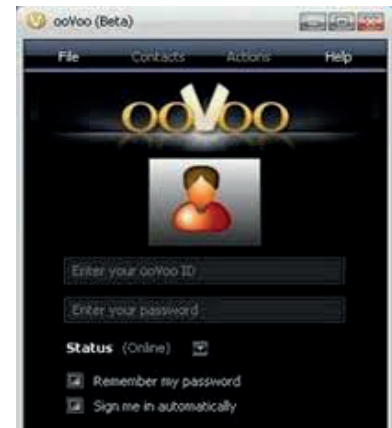 ooVoo (Beta)
File Contacts Actions Help
ooVoo
Enter your ooVoo ID
Enter your password
Status (Online)
Remember my password
Sign me in automatically